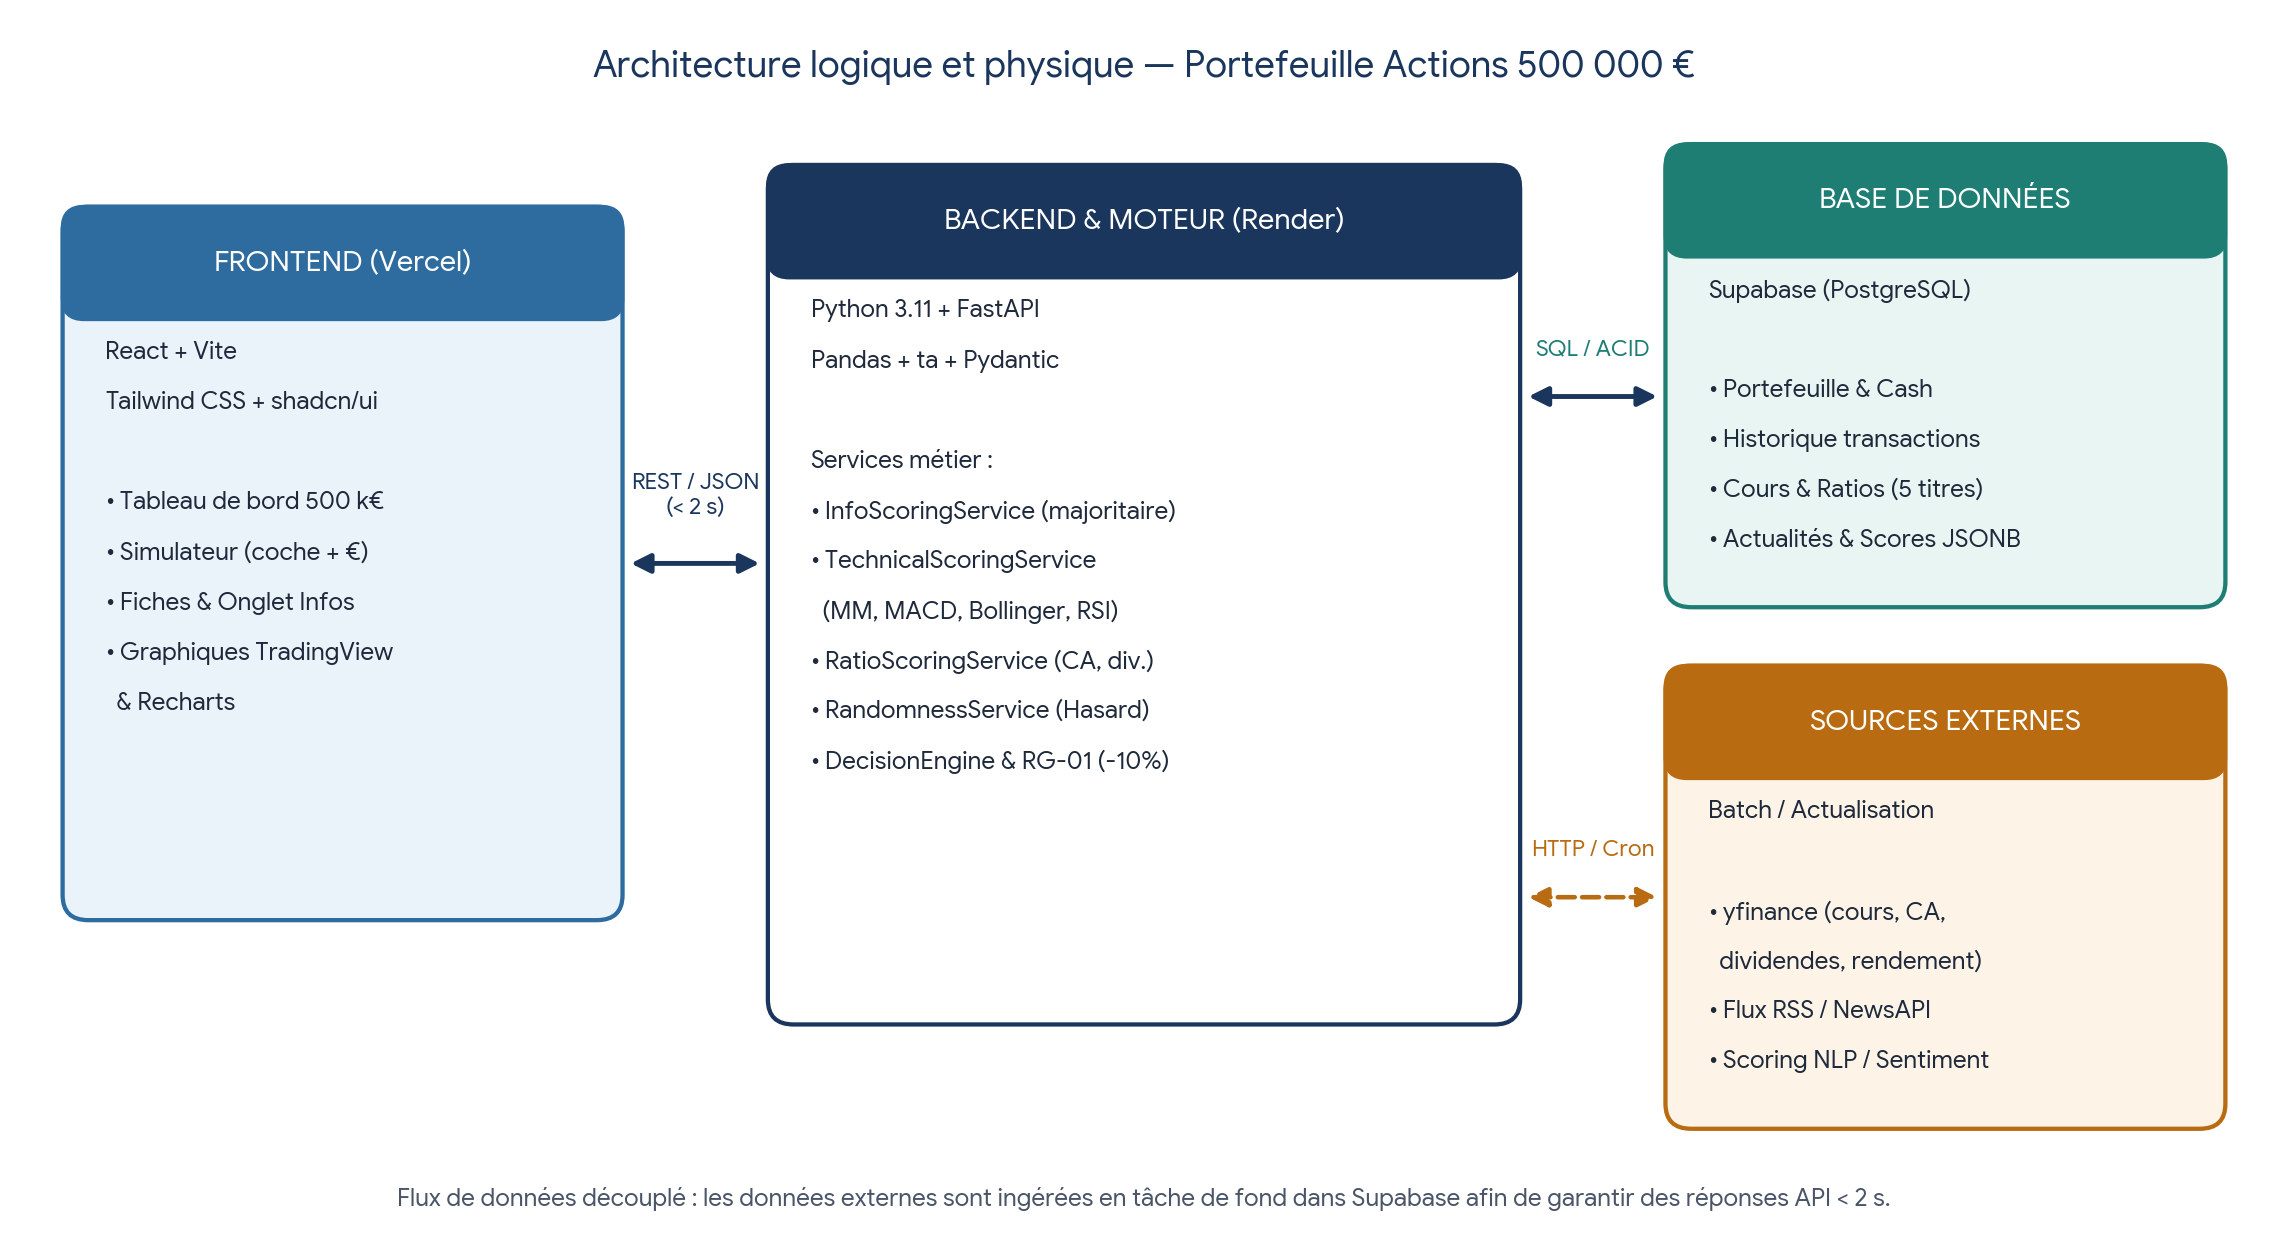 Architecture logique et physique — Portefeuille Actions 500 000 €
FRONTEND (Vercel)
React + Vite
Tailwind CSS + shadcn/ui
• Tableau de bord 500 k€
• Simulateur (coche + €)
• Fiches & Onglet Infos
• Graphiques TradingView
& Recharts
REST / JSON
(< 2 s)
BACKEND & MOTEUR (Render)
Python 3.11 + FastAPI
Pandas + ta + Pydantic
Services métier :
• InfoScoringService (majoritaire)
• TechnicalScoringService
(MM, MACD, Bollinger, RSI)
• RatioScoringService (CA, div.)
• RandomnessService (Hasard)
• DecisionEngine & RG-01 (-10%)
SQL / ACID
BASE DE DONNÉES
Supabase (PostgreSQL)
• Portefeuille & Cash
• Historique transactions
• Cours & Ratios (5 titres)
• Actualités & Scores JSONB
HTTP / Cron
SOURCES EXTERNES
Batch / Actualisation
• yfinance (cours, CA,
dividendes, rendement)
• Flux RSS / NewsAPI
• Scoring NLP / Sentiment
Flux de données découplé : les données externes sont ingérées en tâche de fond dans Supabase afin de garantir des réponses API < 2 s.